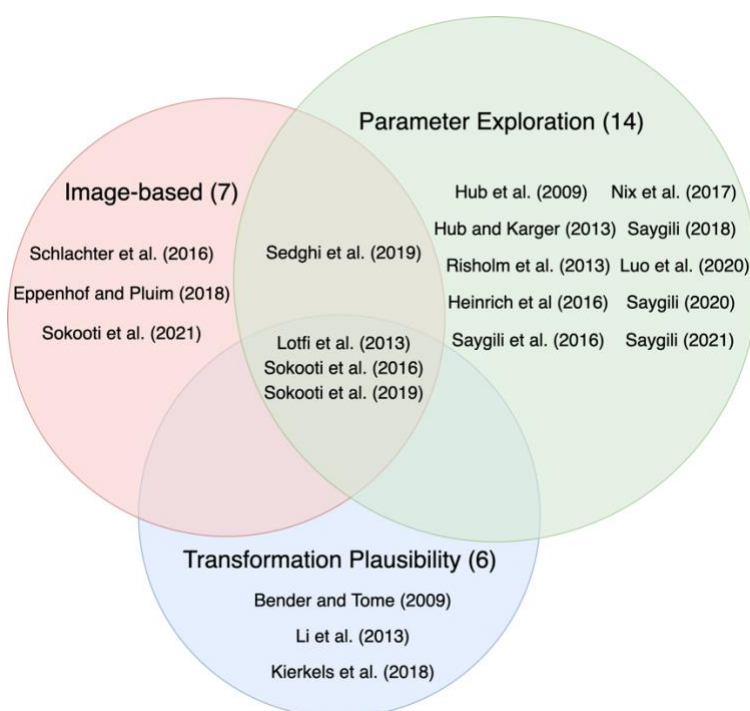 Parameter Exploration (14)
Image-based (7)
Hub et al. (2009) Nix et al. (2017)
Hub and Karger (2013) Saygili (2018)
Schlachter et al. (2016)
Sedghi et al. (2019)
Risholm et al. (2013) Luo et al. (2020)
Eppenhof and Pluim (2018)
Heinrich et al (2016) Saygili (2020)
Sokooti et al. (2021)
Lotfi et al. (2013)
Saygili et al. (2016) Saygili (2021)
Sokooti et al. (2016)
Sokooti et al. (2019)
Transformation Plausibility (6)
Bender and Tome (2009)
Li et al. (2013)
Kierkels et al. (2018)